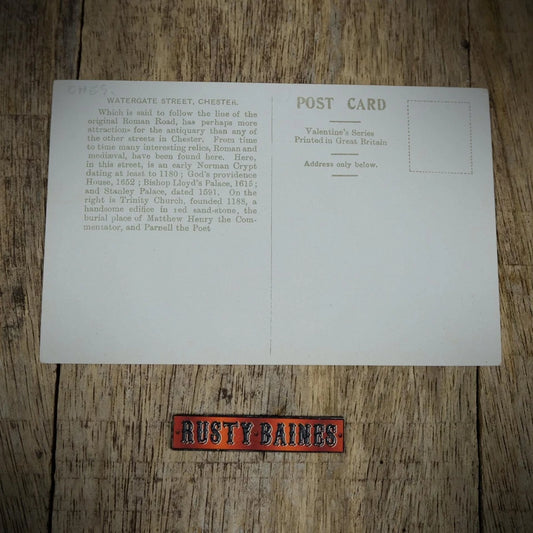 CHES.
WATERGATE STREET, CHESTER.
Which is said to follow the line of the
original Roman Road, has perhaps more
attractions for the antiquary than any of
the other streets in Chester. From time
to time many interesting relics, Roman and
mediæval, have been found here. Here,
in this street, is an early Norman Crypt
dating at least to 1180; God's providence
House, 1652; Bishop Lloyd's Palace, 1615;
and Stanley Palace, dated 1591. On the
right is Trinity Church, founded 1188, a
handsome edifice in red sand-stone, the
burial place of Matthew Henry the Com-
mentator, and Parnell the Poet
POST CARD
Valentine's Series
Printed in Great Britain
Address only below.
RUSTY·BAINES